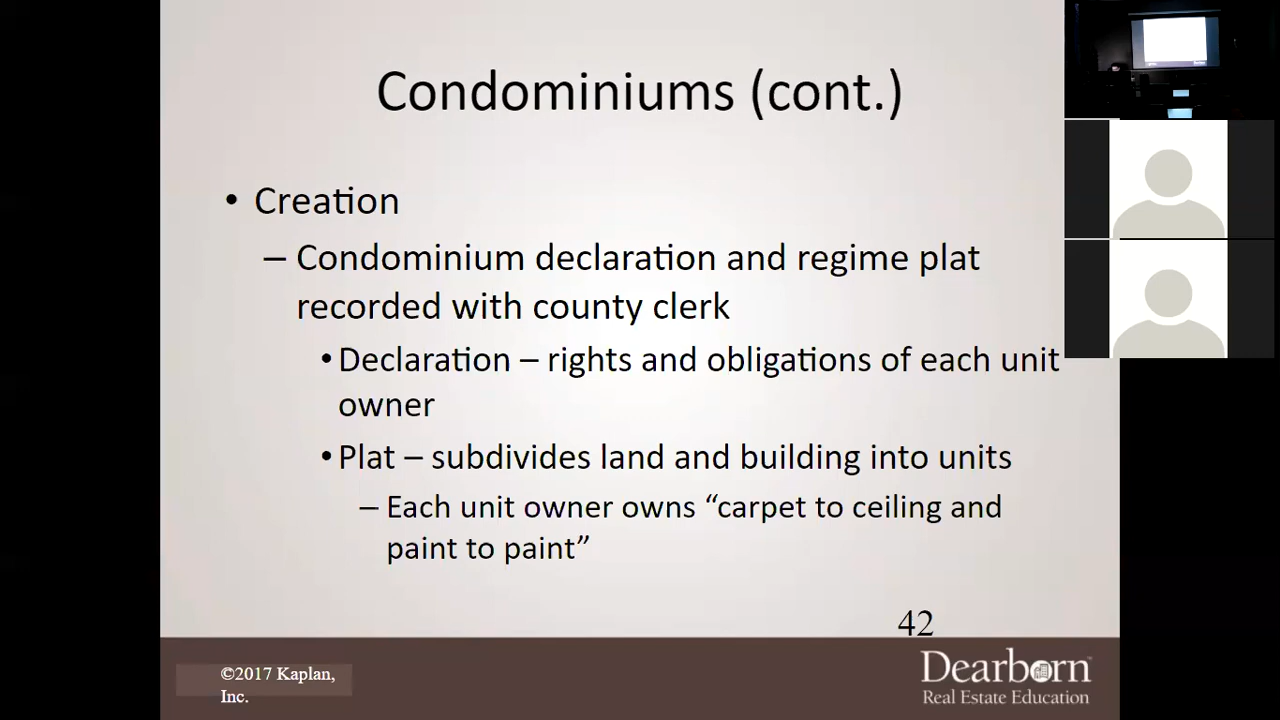 Condominiums (cont.)
• Creation
– Condominium declaration and regime plat
recorded with county clerk
• Declaration – rights and obligations of each unit
owner
• Plat – subdivides land and building into units
– Each unit owner owns “carpet to ceiling and
paint to paint”
42
©2017 Kaplan,
Inc.
Dearborn
Real Estate Education